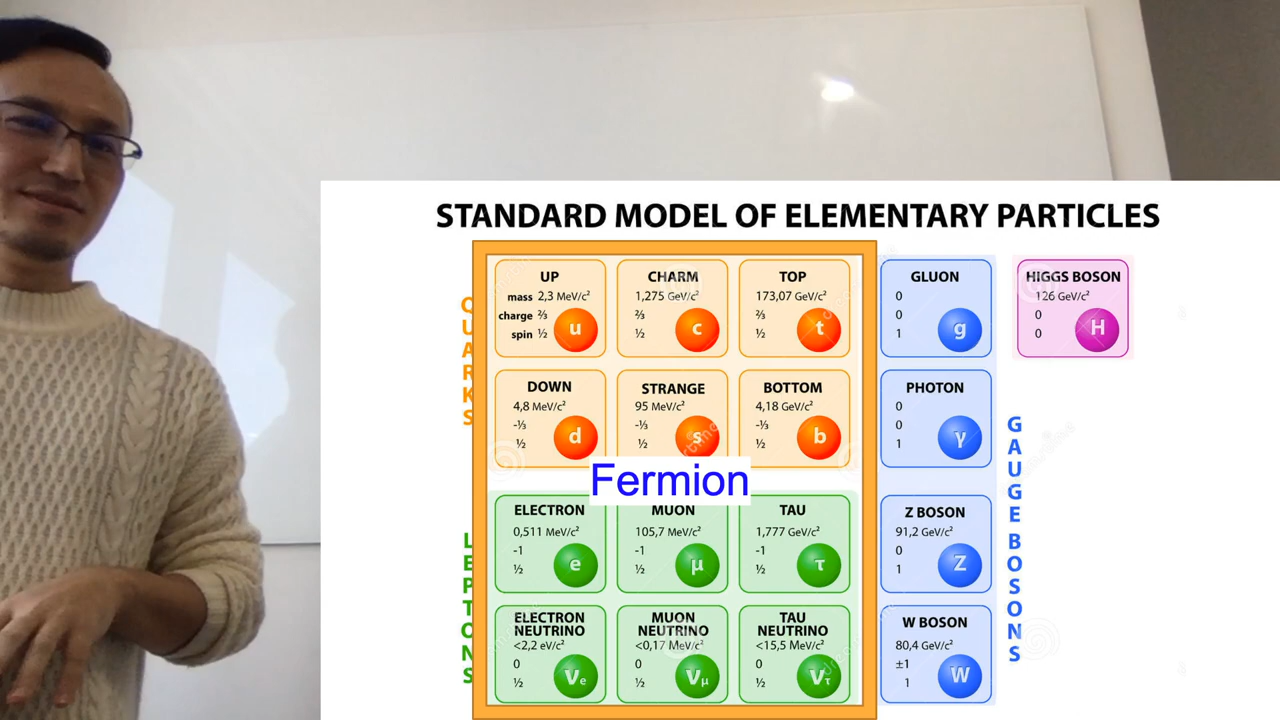 STANDARD MODEL OF ELEMENTARY PARTICLES
QUARKS
UP
mass 2,3 MeV/c²
charge ⅔
spin ½
u
CHARM
1,275 GeV/c²
⅔
½
c
TOP
173,07 GeV/c²
⅔
½
t
GLUON
0
0
1
g
HIGGS BOSON
126 GeV/c²
0
0
H
DOWN
4,8 MeV/c²
-⅓
½
d
STRANGE
95 MeV/c²
-⅓
½
s
BOTTOM
4,18 GeV/c²
-⅓
½
b
PHOTON
0
0
1
γ
GAUGE BOSONS
Fermion
LEPTONS
ELECTRON
0,511 MeV/c²
-1
½
e
MUON
105,7 MeV/c²
-1
½
μ
TAU
1,777 GeV/c²
-1
½
τ
Z BOSON
91,2 GeV/c²
0
1
Z
ELECTRON
NEUTRINO
<2,2 eV/c²
0
½
νe
MUON
NEUTRINO
<0,17 MeV/c²
0
½
νμ
TAU
NEUTRINO
<15,5 MeV/c²
0
½
ντ
W BOSON
80,4 GeV/c²
±1
1
W